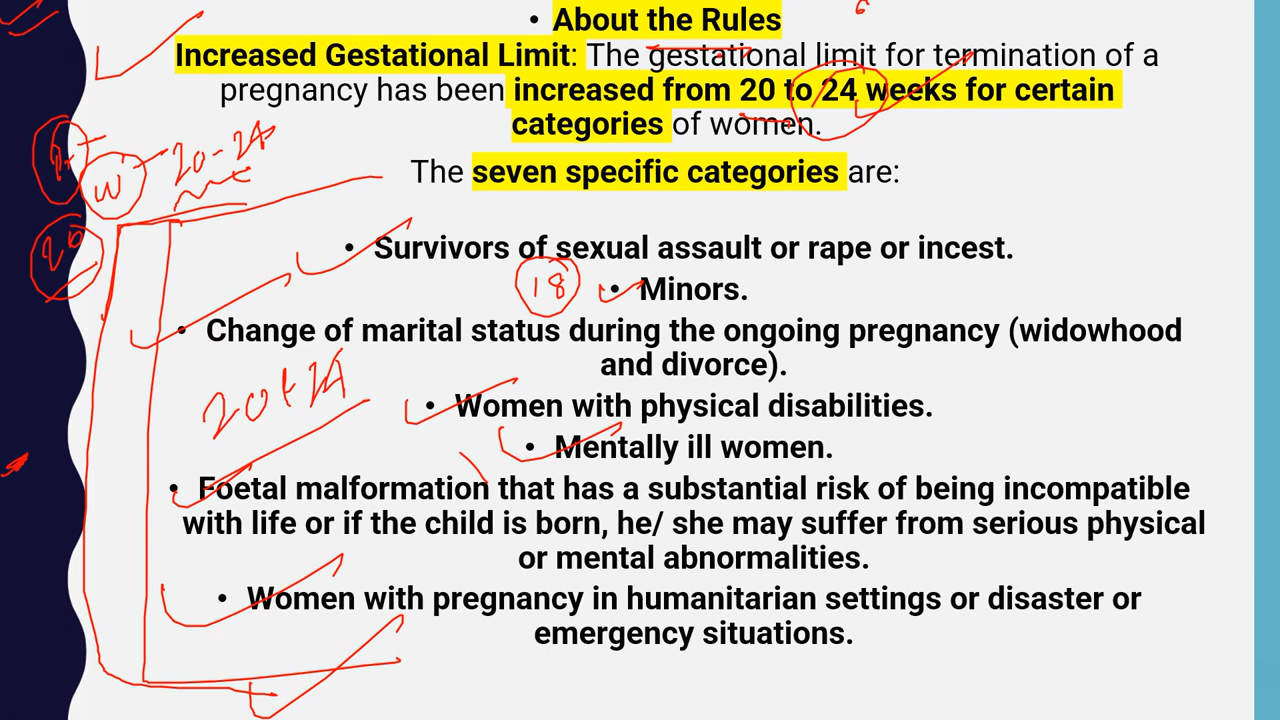 • About the Rules
Increased Gestational Limit: The gestational limit for termination of a
pregnancy has been increased from 20 to 24 weeks for certain
categories of women.
W 20-24
The seven specific categories are:
20
• Survivors of sexual assault or rape or incest.
18
• Minors.
• Change of marital status during the ongoing pregnancy (widowhood
and divorce).
20+24
• Women with physical disabilities.
• Mentally ill women.
• Foetal malformation that has a substantial risk of being incompatible
with life or if the child is born, he/ she may suffer from serious physical
or mental abnormalities.
• Women with pregnancy in humanitarian settings or disaster or
emergency situations.